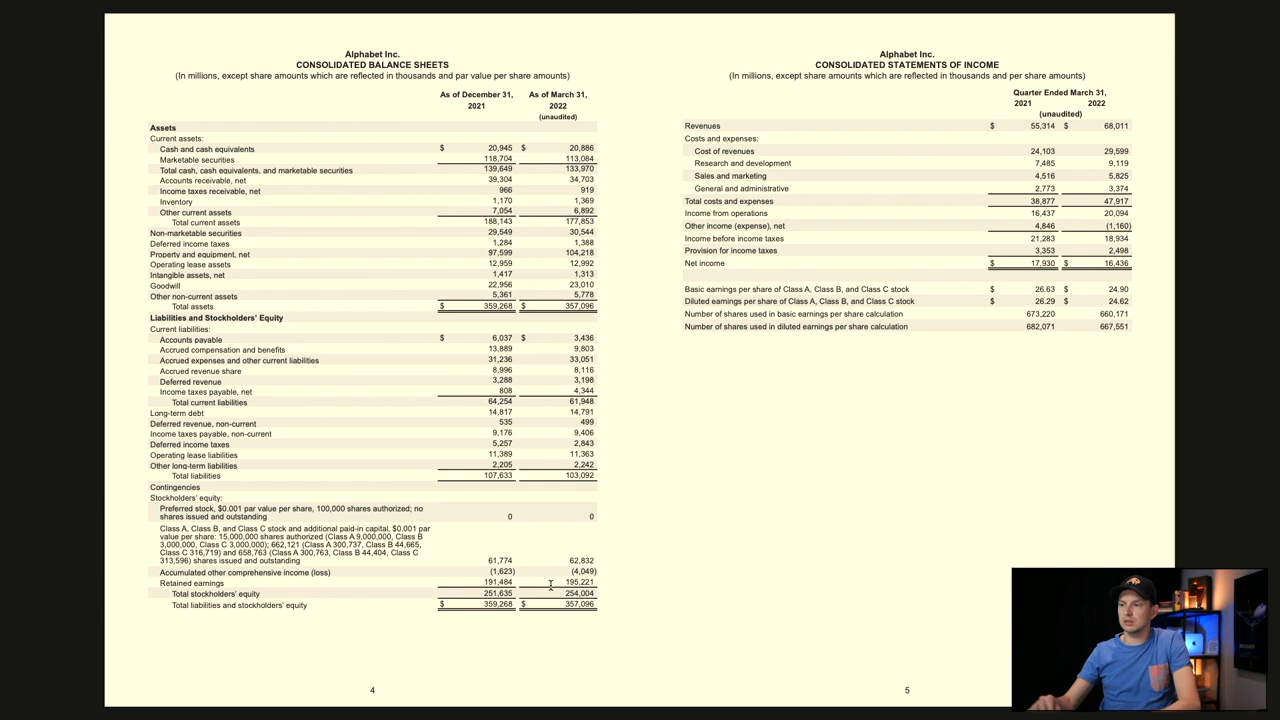 Alphabet Inc.
CONSOLIDATED BALANCE SHEETS
(In millions, except share amounts which are reflected in thousands and par value per share amounts)
As of December 31, As of March 31,
2021 2022
(unaudited)
Assets
Current assets:
Cash and cash equivalents $ 20,945 $ 20,886
Marketable securities 118,704 113,084
Total cash, cash equivalents, and marketable securities 139,649 133,970
Accounts receivable, net 39,304 34,703
Income taxes receivable, net 966 919
Inventory 1,170 1,369
Other current assets 7,054 6,892
Total current assets 188,143 177,853
Non-marketable securities 29,549 30,544
Deferred income taxes 1,284 1,388
Property and equipment, net 97,599 104,218
Operating lease assets 12,959 12,992
Intangible assets, net 1,417 1,313
Goodwill 22,956 23,010
Other non-current assets 5,361 5,778
Total assets $ 359,268 $ 357,096
Liabilities and Stockholders' Equity
Current liabilities:
Accounts payable $ 6,037 $ 3,436
Accrued compensation and benefits 13,889 9,803
Accrued expenses and other current liabilities 31,236 33,051
Accrued revenue share 8,996 8,116
Deferred revenue 3,288 3,198
Income taxes payable, net 808 4,344
Total current liabilities 64,254 61,948
Long-term debt 14,817 14,791
Deferred revenue, non-current 535 499
Income taxes payable, non-current 9,176 9,406
Deferred income taxes 5,257 2,843
Operating lease liabilities 11,389 11,363
Other long-term liabilities 2,205 2,242
Total liabilities 107,633 103,092
Contingencies
Stockholders' equity:
Preferred stock, $0.001 par value per share, 100,000 shares authorized; no
shares issued and outstanding 0 0
Class A, Class B, and Class C stock and additional paid-in capital, $0.001 par
value per share: 15,000,000 shares authorized (Class A 9,000,000, Class B
3,000,000, Class C 3,000,000); 662,121 (Class A 300,737, Class B 44,665,
Class C 316,719) and 658,763 (Class A 300,763, Class B 44,404, Class C
313,596) shares issued and outstanding 61,774 62,832
Accumulated other comprehensive income (loss) (1,623) (4,049)
Retained earnings 191,484 195,221
Total stockholders' equity 251,635 254,004
Total liabilities and stockholders' equity $ 359,268 $ 357,096
4
Alphabet Inc.
CONSOLIDATED STATEMENTS OF INCOME
(In millions, except share amounts which are reflected in thousands and per share amounts)
Quarter Ended March 31,
2021 2022
(unaudited)
Revenues $ 55,314 $ 68,011
Costs and expenses:
Cost of revenues 24,103 29,599
Research and development 7,485 9,119
Sales and marketing 4,516 5,825
General and administrative 2,773 3,374
Total costs and expenses 38,877 47,917
Income from operations 16,437 20,094
Other income (expense), net 4,846 (1,160)
Income before income taxes 21,283 18,934
Provision for income taxes 3,353 2,498
Net income $ 17,930 $ 16,436
Basic earnings per share of Class A, Class B, and Class C stock $ 26.63 $ 24.90
Diluted earnings per share of Class A, Class B, and Class C stock $ 26.29 $ 24.62
Number of shares used in basic earnings per share calculation 673,220 660,171
Number of shares used in diluted earnings per share calculation 682,071 667,551
5